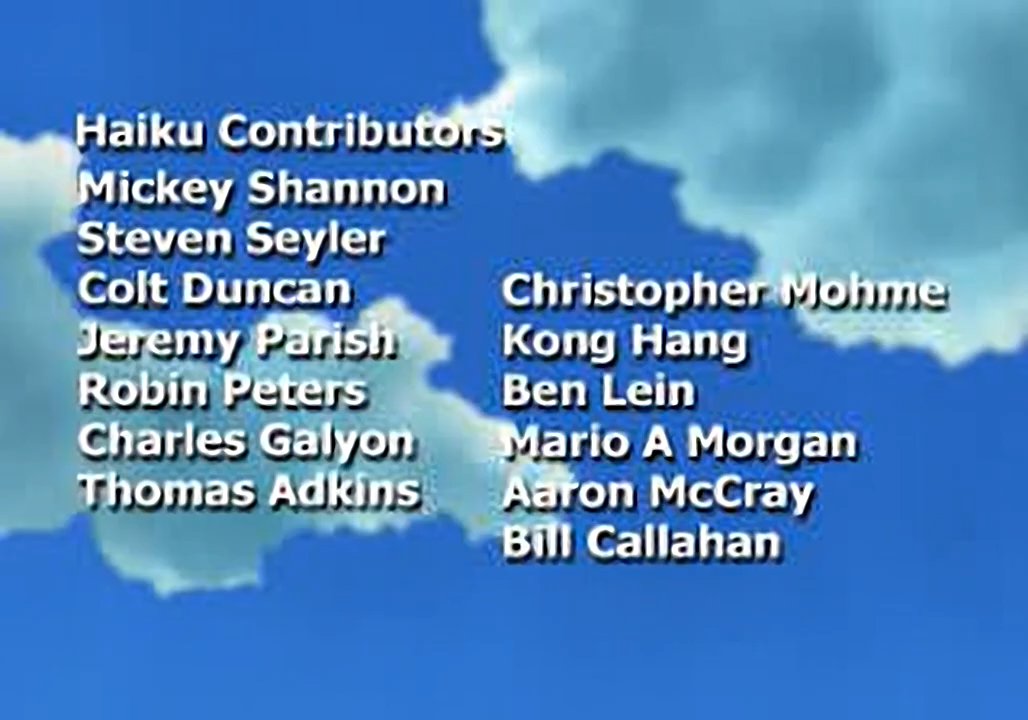 Haiku Contributors
Mickey Shannon
Steven Seyler
Colt Duncan
Jeremy Parish
Robin Peters
Charles Galyon
Thomas Adkins
Christopher Mohme
Kong Hang
Ben Lein
Mario A Morgan
Aaron McCray
Bill Callahan